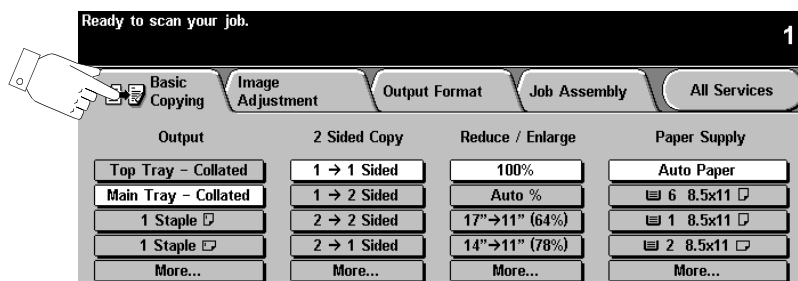 Ready to scan your job.
1
Basic Copying
Image Adjustment
Output Format
Job Assembly
All Services
Output
2 Sided Copy
Reduce / Enlarge
Paper Supply
Top Tray - Collated
1 → 1 Sided
100%
Auto Paper
Main Tray - Collated
1 → 2 Sided
Auto %
6 8.5x11
1 Staple
2 → 2 Sided
17"→11" (64%)
1 8.5x11
1 Staple
2 → 1 Sided
14"→11" (78%)
2 8.5x11
More...
More...
More...
More...